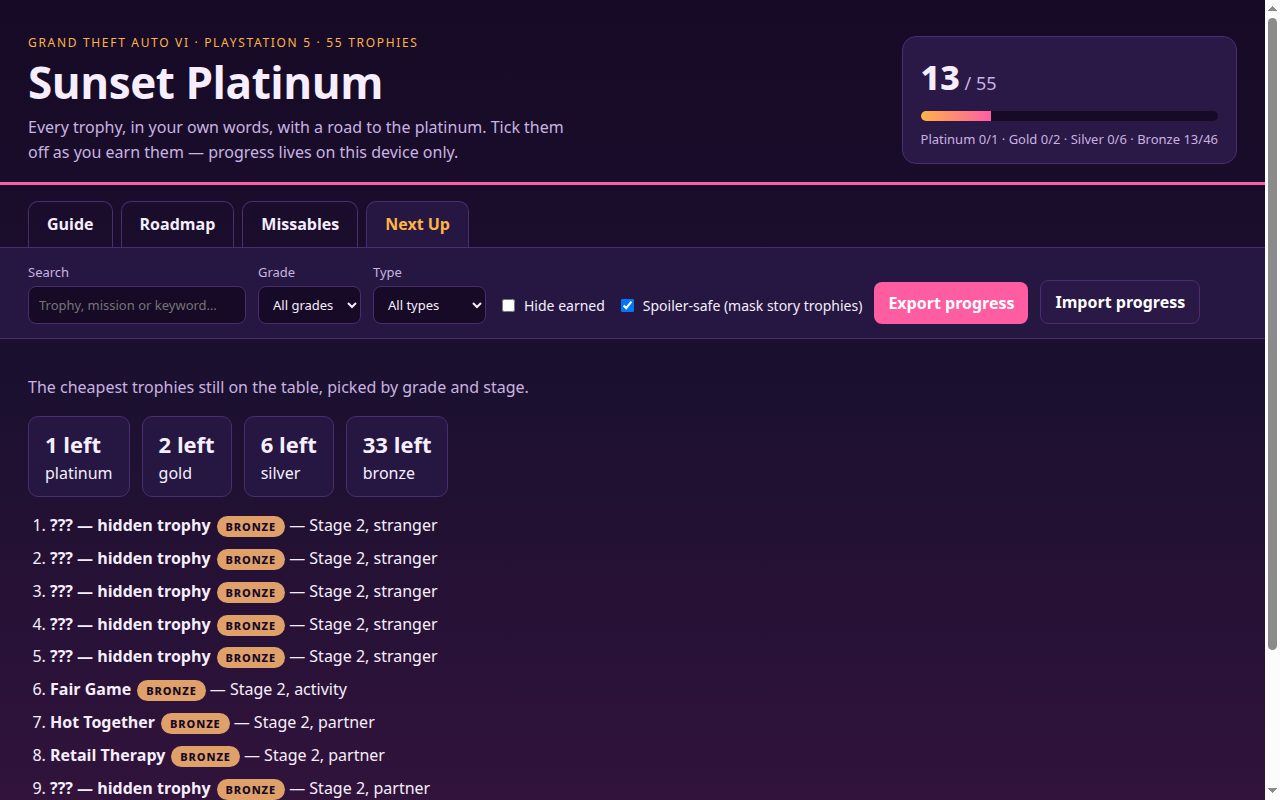 GRAND THEFT AUTO VI · PLAYSTATION 5 · 55 TROPHIES
Sunset Platinum
Every trophy, in your own words, with a road to the platinum. Tick them
off as you earn them — progress lives on this device only.
13 / 55
Platinum 0/1 · Gold 0/2 · Silver 0/6 · Bronze 13/46
Guide
Roadmap
Missables
Next Up
Search
Trophy, mission or keyword...
Grade
All grades
Type
All types
Hide earned
Spoiler-safe (mask story trophies)
Export progress
Import progress
The cheapest trophies still on the table, picked by grade and stage.
1 left
platinum
2 left
gold
6 left
silver
33 left
bronze
1. ??? — hidden trophy BRONZE — Stage 2, stranger
2. ??? — hidden trophy BRONZE — Stage 2, stranger
3. ??? — hidden trophy BRONZE — Stage 2, stranger
4. ??? — hidden trophy BRONZE — Stage 2, stranger
5. ??? — hidden trophy BRONZE — Stage 2, stranger
6. Fair Game BRONZE — Stage 2, activity
7. Hot Together BRONZE — Stage 2, partner
8. Retail Therapy BRONZE — Stage 2, partner
9. ??? — hidden trophy BRONZE — Stage 2, partner